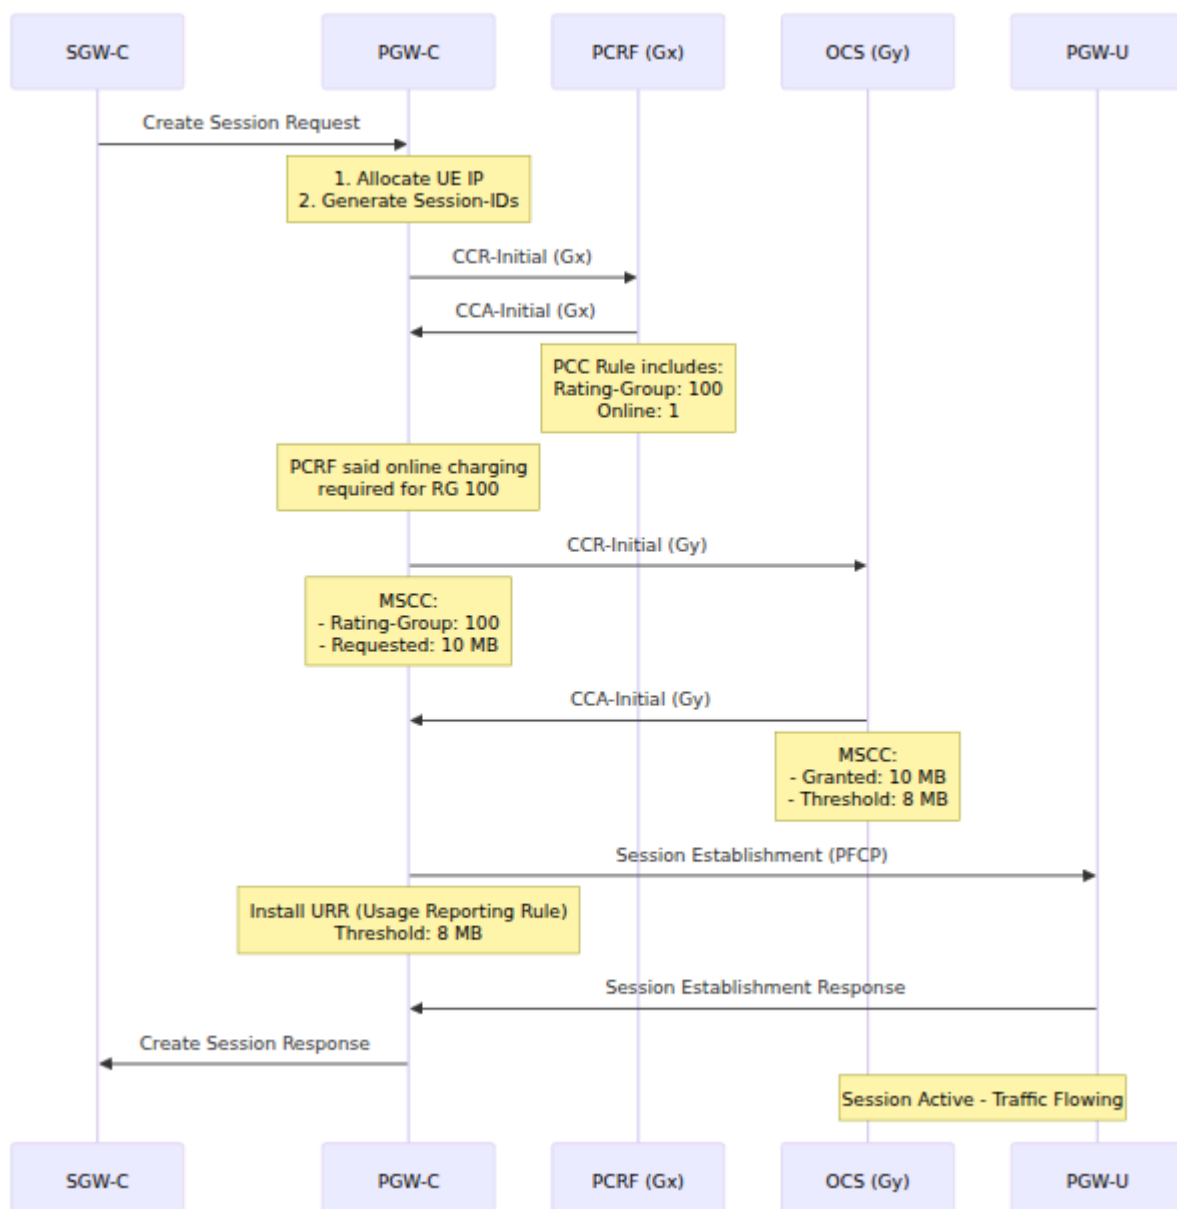 SGW-C
PGW-C
PCRF (Gx)
OCS (Gy)
PGW-U
Create Session Request
1. Allocate UE IP
2. Generate Session-IDs
CCR-Initial (Gx)
CCA-Initial (Gx)
PCC Rule includes:
Rating-Group: 100
Online: 1
PCRF said online charging
required for RG 100
CCR-Initial (Gy)
MSCC:
- Rating-Group: 100
- Requested: 10 MB
CCA-Initial (Gy)
MSCC:
- Granted: 10 MB
- Threshold: 8 MB
Session Establishment (PFCP)
Install URR (Usage Reporting Rule)
Threshold: 8 MB
Session Establishment Response
Create Session Response
Session Active - Traffic Flowing
SGW-C
PGW-C
PCRF (Gx)
OCS (Gy)
PGW-U